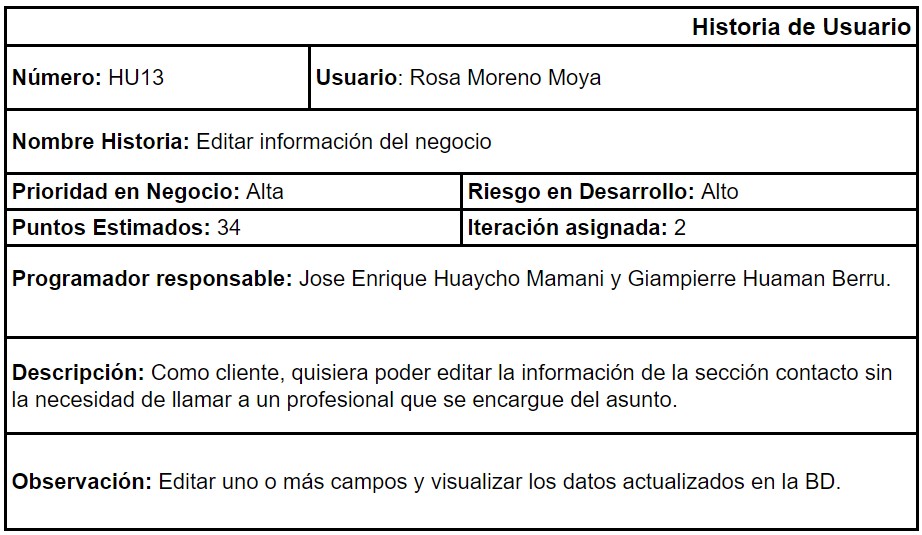 Historia de Usuario
Número: HU13
Usuario: Rosa Moreno Moya
Nombre Historia: Editar información del negocio
Prioridad en Negocio: Alta
Riesgo en Desarrollo: Alto
Puntos Estimados: 34
Iteración asignada: 2
Programador responsable: Jose Enrique Huaycho Mamani y Giampierre Huaman Berru.
Descripción: Como cliente, quisiera poder editar la información de la sección contacto sin
la necesidad de llamar a un profesional que se encargue del asunto.
Observación: Editar uno o más campos y visualizar los datos actualizados en la BD.